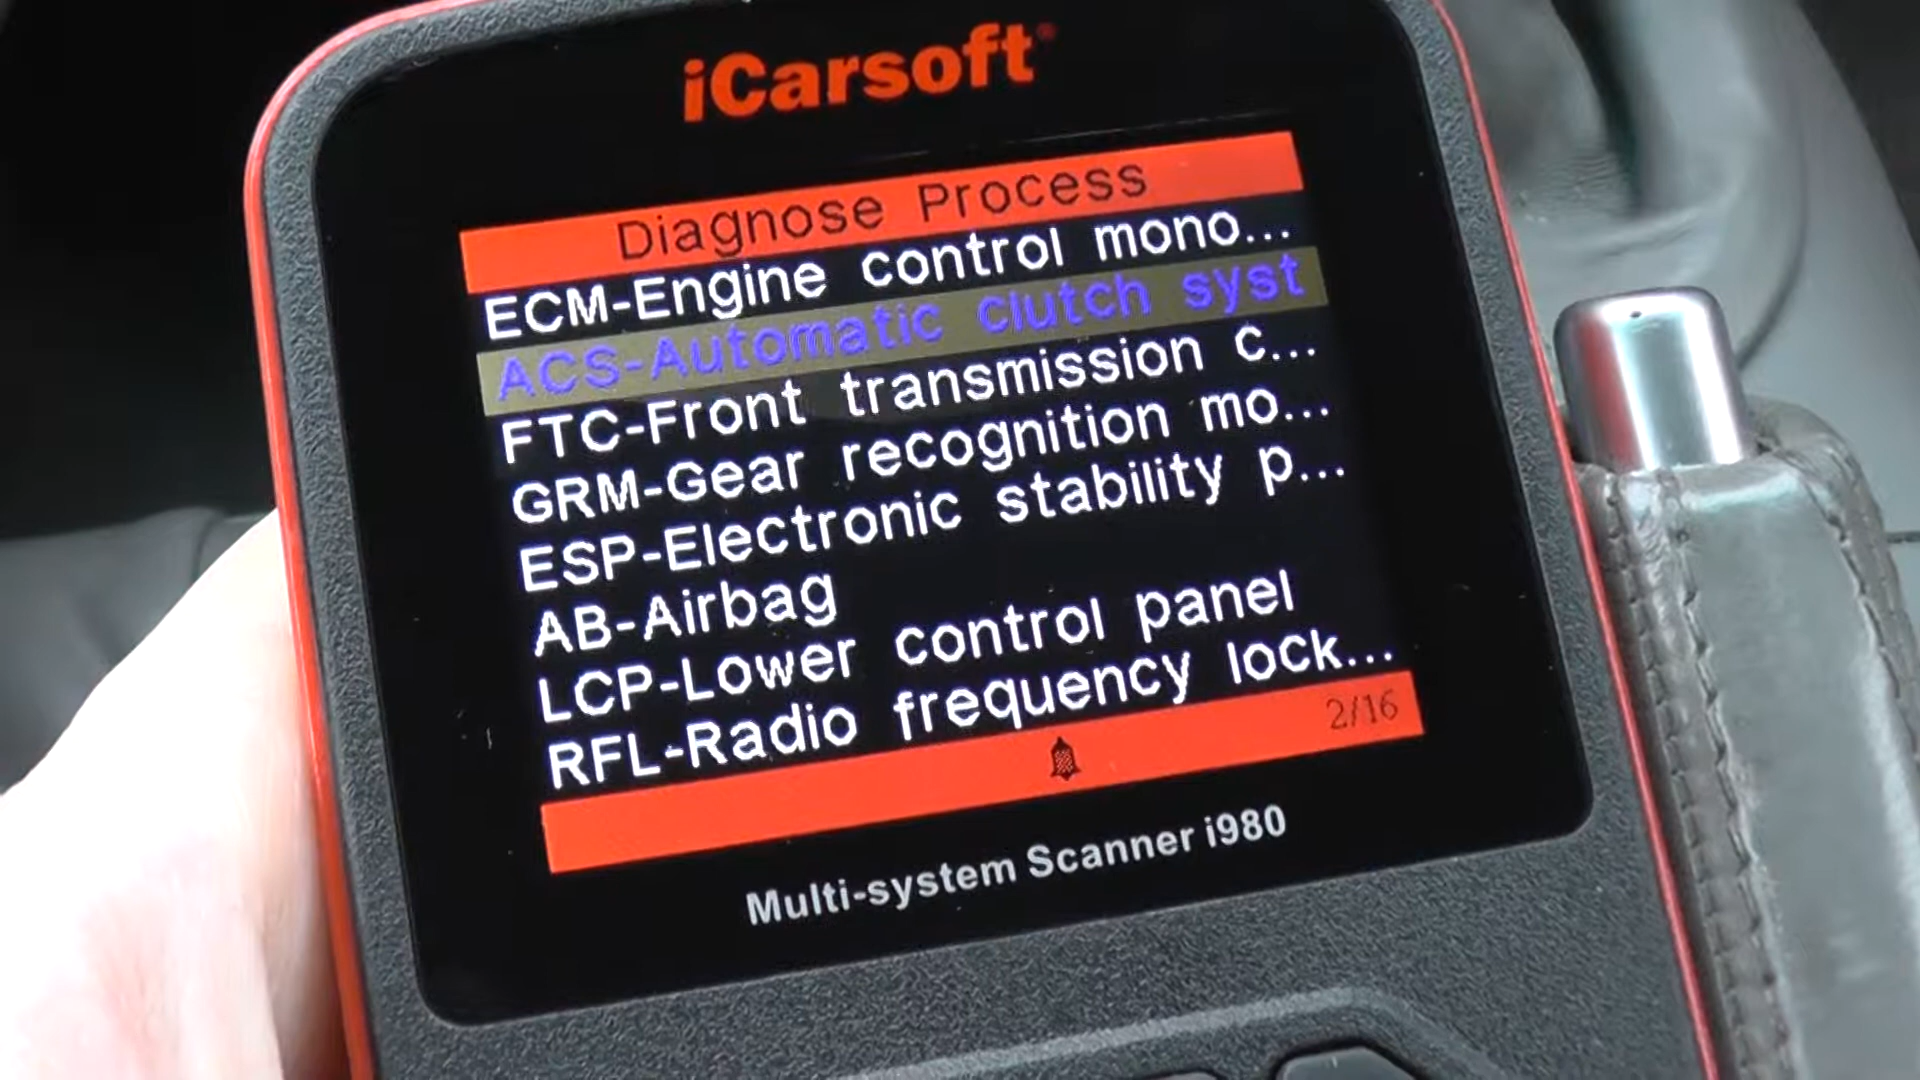 iCarsoft®
Diagnose Process
ECM-Engine control mono...
ACS-Automatic clutch syst
FTC-Front transmission c...
GRM-Gear recognition mo...
ESP-Electronic stability p...
AB-Airbag
LCP-Lower control panel
RFL-Radio frequency lock...
2/16
Multi-system Scanner i980